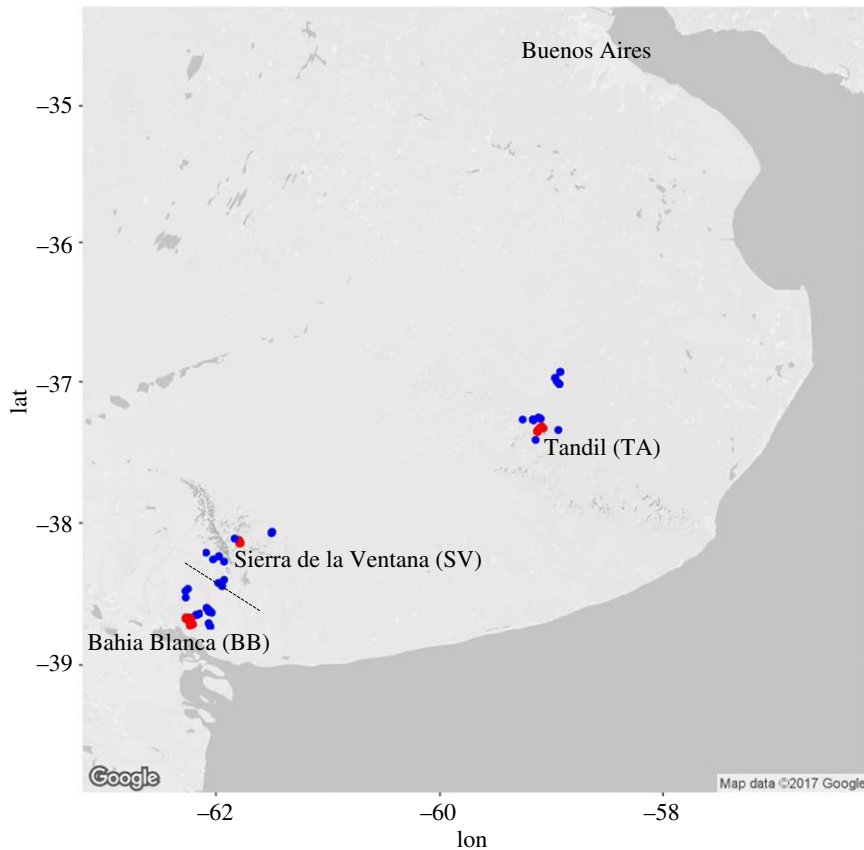 Buenos Aires
–35
–36
–37
lat
Tandil (TA)
–38
Sierra de la Ventana (SV)
Bahia Blanca (BB)
–39
Google
Map data ©2017 Google
–62
–60
–58
lon